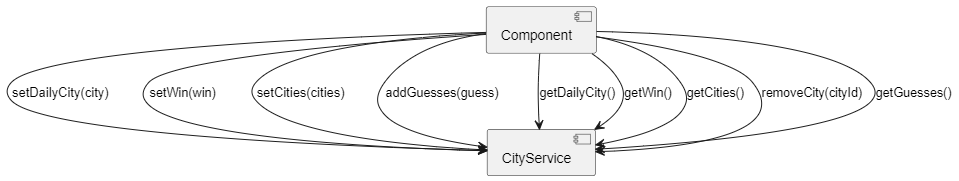 Component
setDailyCity(city)
setWin(win)
setCities(cities)
addGuesses(guess)
getDailyCity()
getWin()
getCities()
removeCity(cityId)
getGuesses()
CityService